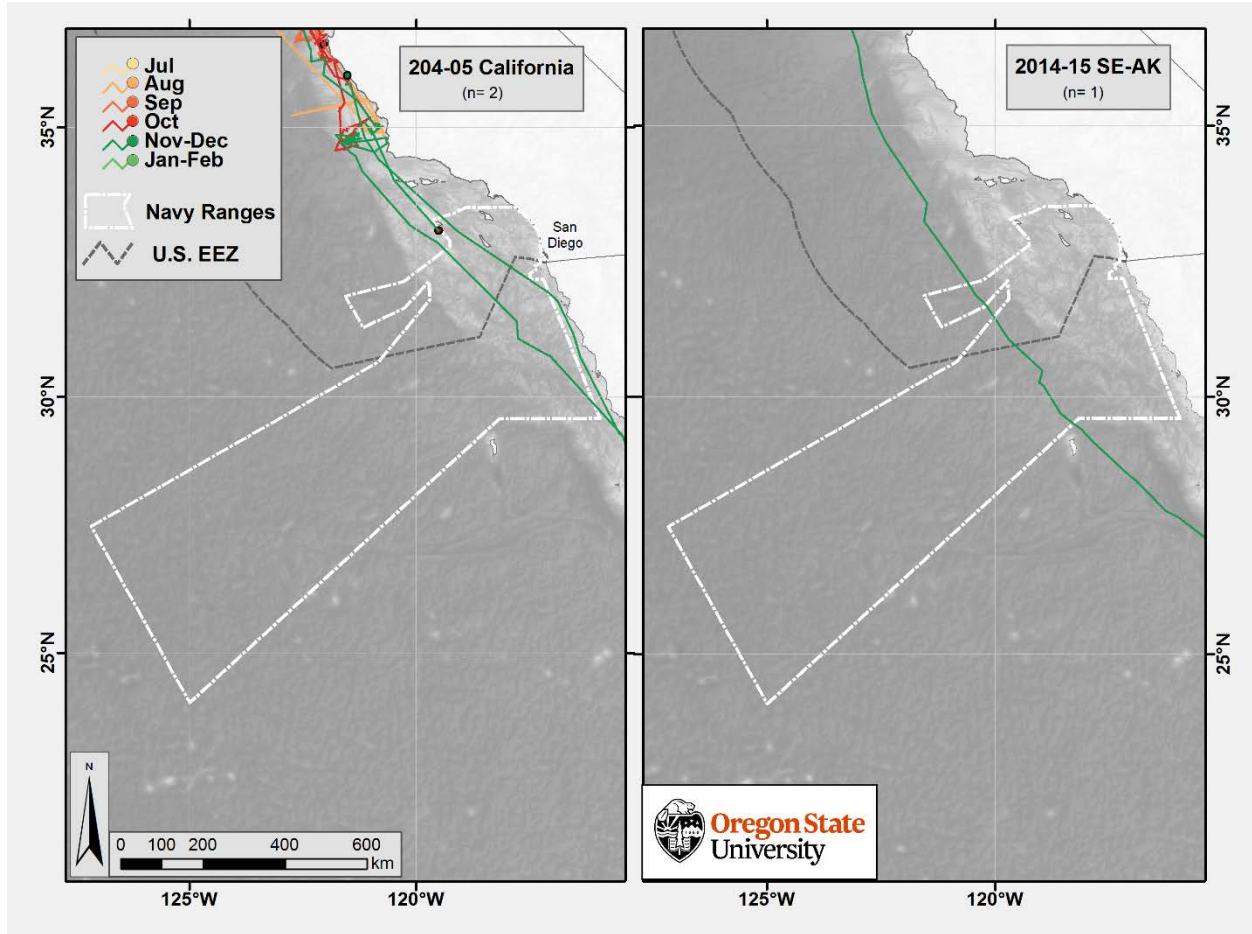 Jul
Aug
Sep
Oct
Nov-Dec
Jan-Feb
Navy Ranges
U.S. EEZ
204-05 California
(n= 2)
San
Diego
35°N
30°N
25°N
N
0 100 200 400 600
km
125°W 120°W
2014-15 SE-AK
(n= 1)
35°N
30°N
25°N
Oregon State
University
125°W 120°W